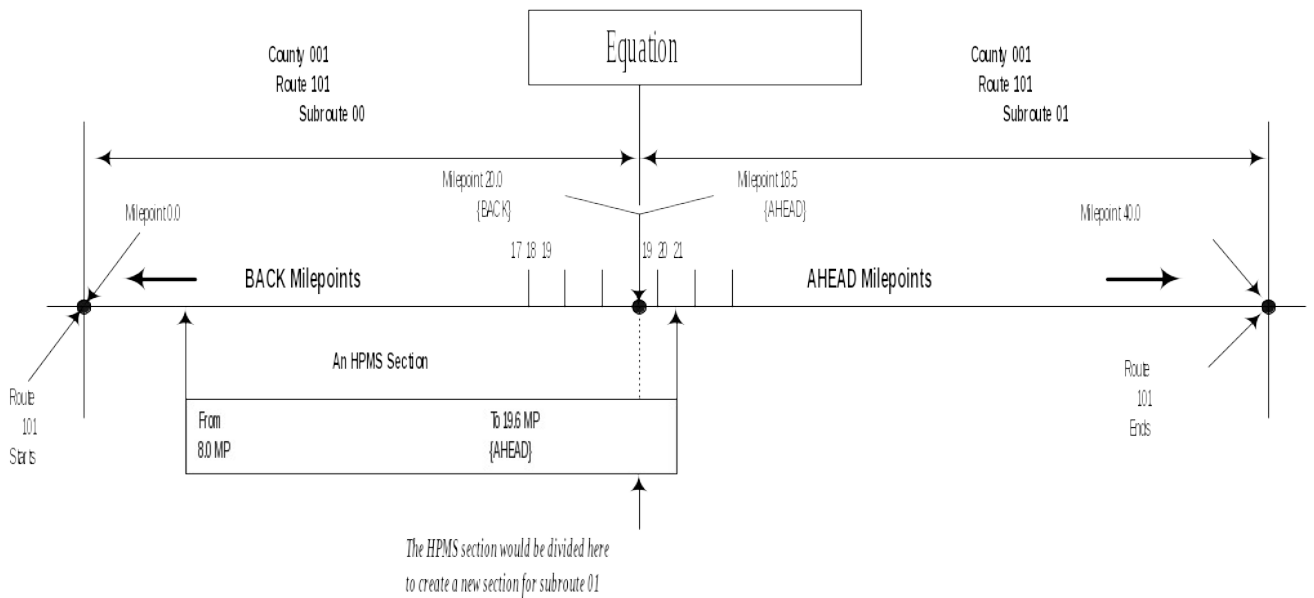 Equation
County 001
Route 101
Subroute 00
County 001
Route 101
Subroute 01
Milepoint 20.0
{BACK}
Milepoint 18.5
{AHEAD}
Milepoint 0.0
Milepoint 40.0
17 18 19
19 20 21
BACK Milepoints
AHEAD Milepoints
An HPMS Section
Route
101
Starts
Route
101
Ends
From
8.0 MP
To 19.6 MP
{AHEAD}
The HPMS section would be divided here
to create a new section for subroute 01